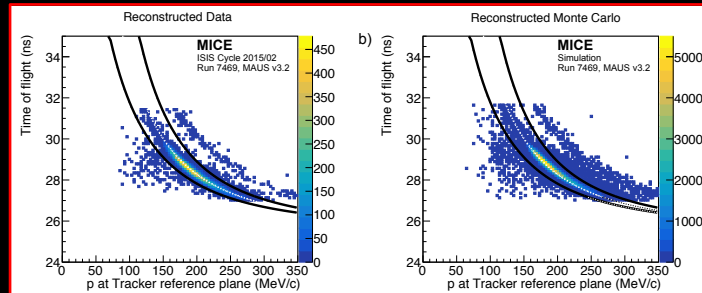 Reconstructed Data
Time of flight (ns)
34
32
30
28
26
24
MICE
ISIS Cycle 2015/02
Run 7469, MAUS v3.2
450
400
350
300
250
200
150
100
50
0
0 50 100 150 200 250 300 350
p at Tracker reference plane (MeV/c)
b)
Reconstructed Monte Carlo
Time of flight (ns)
34
32
30
28
26
24
MICE
Simulation
Run 7469, MAUS v3.2
5000
4000
3000
2000
1000
0
0 50 100 150 200 250 300 350
p at Tracker reference plane (MeV/c)